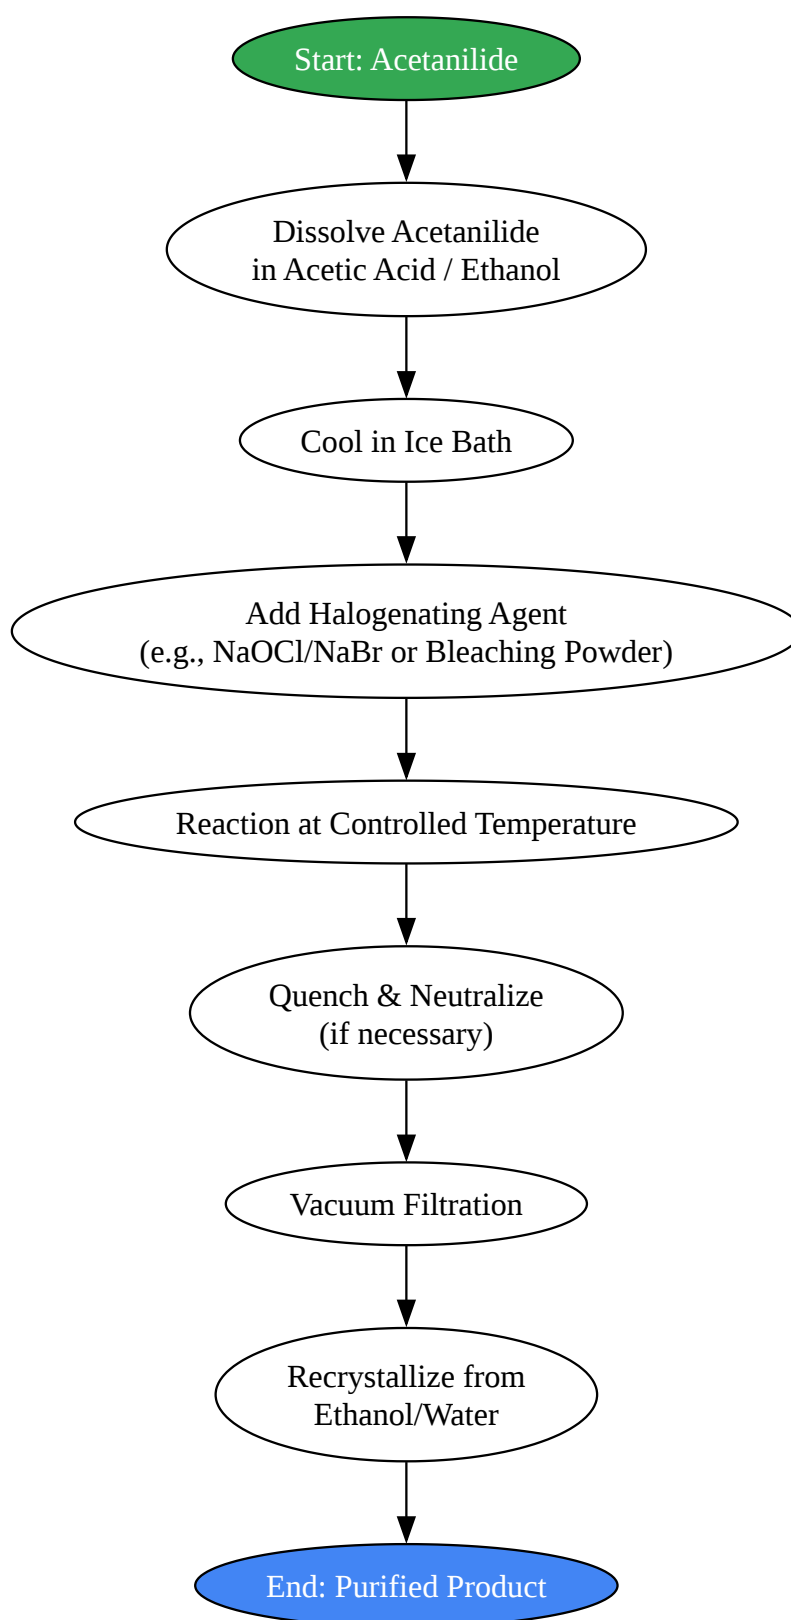 Start: Acetanilide
Dissolve Acetanilide
in Acetic Acid / Ethanol
Cool in Ice Bath
Add Halogenating Agent
(e.g., NaOCl/NaBr or Bleaching Powder)
Reaction at Controlled Temperature
Quench & Neutralize
(if necessary)
Vacuum Filtration
Recrystallize from
Ethanol/Water
End: Purified Product